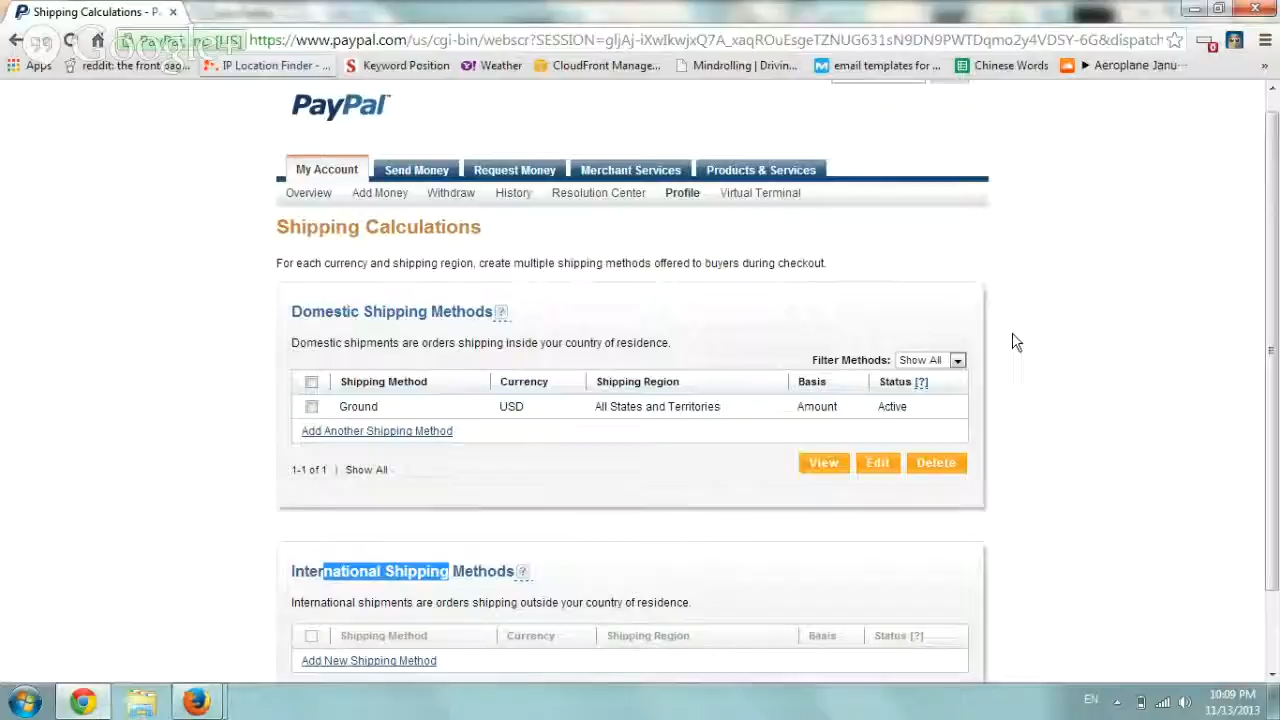 Shipping Calculations - P
https://www.paypal.com/us/cgi-bin/webscr?SESSION=
&dispatch
Apps reddit: the front pag... IP Location Finder - ... Keyword Position Weather CloudFront Manage... Mindrolling | Drivin... email templates for ... Chinese Words ► Aeroplane Janu »
PayPal™
My Account Send Money Request Money Merchant Services Products & Services
Overview Add Money Withdraw History Resolution Center Profile Virtual Terminal
Shipping Calculations
For each currency and shipping region, create multiple shipping methods offered to buyers during checkout.
Domestic Shipping Methods ?
Domestic shipments are orders shipping inside your country of residence.
Filter Methods: Show All
Shipping Method Currency Shipping Region Basis Status [?]
Ground USD All States and Territories Amount Active
Add Another Shipping Method
1-1 of 1 | Show All
View Edit Delete
International Shipping Methods ?
International shipments are orders shipping outside your country of residence.
Shipping Method Currency Shipping Region Basis Status [?]
Add New Shipping Method
EN
10:09 PM
11/13/2013